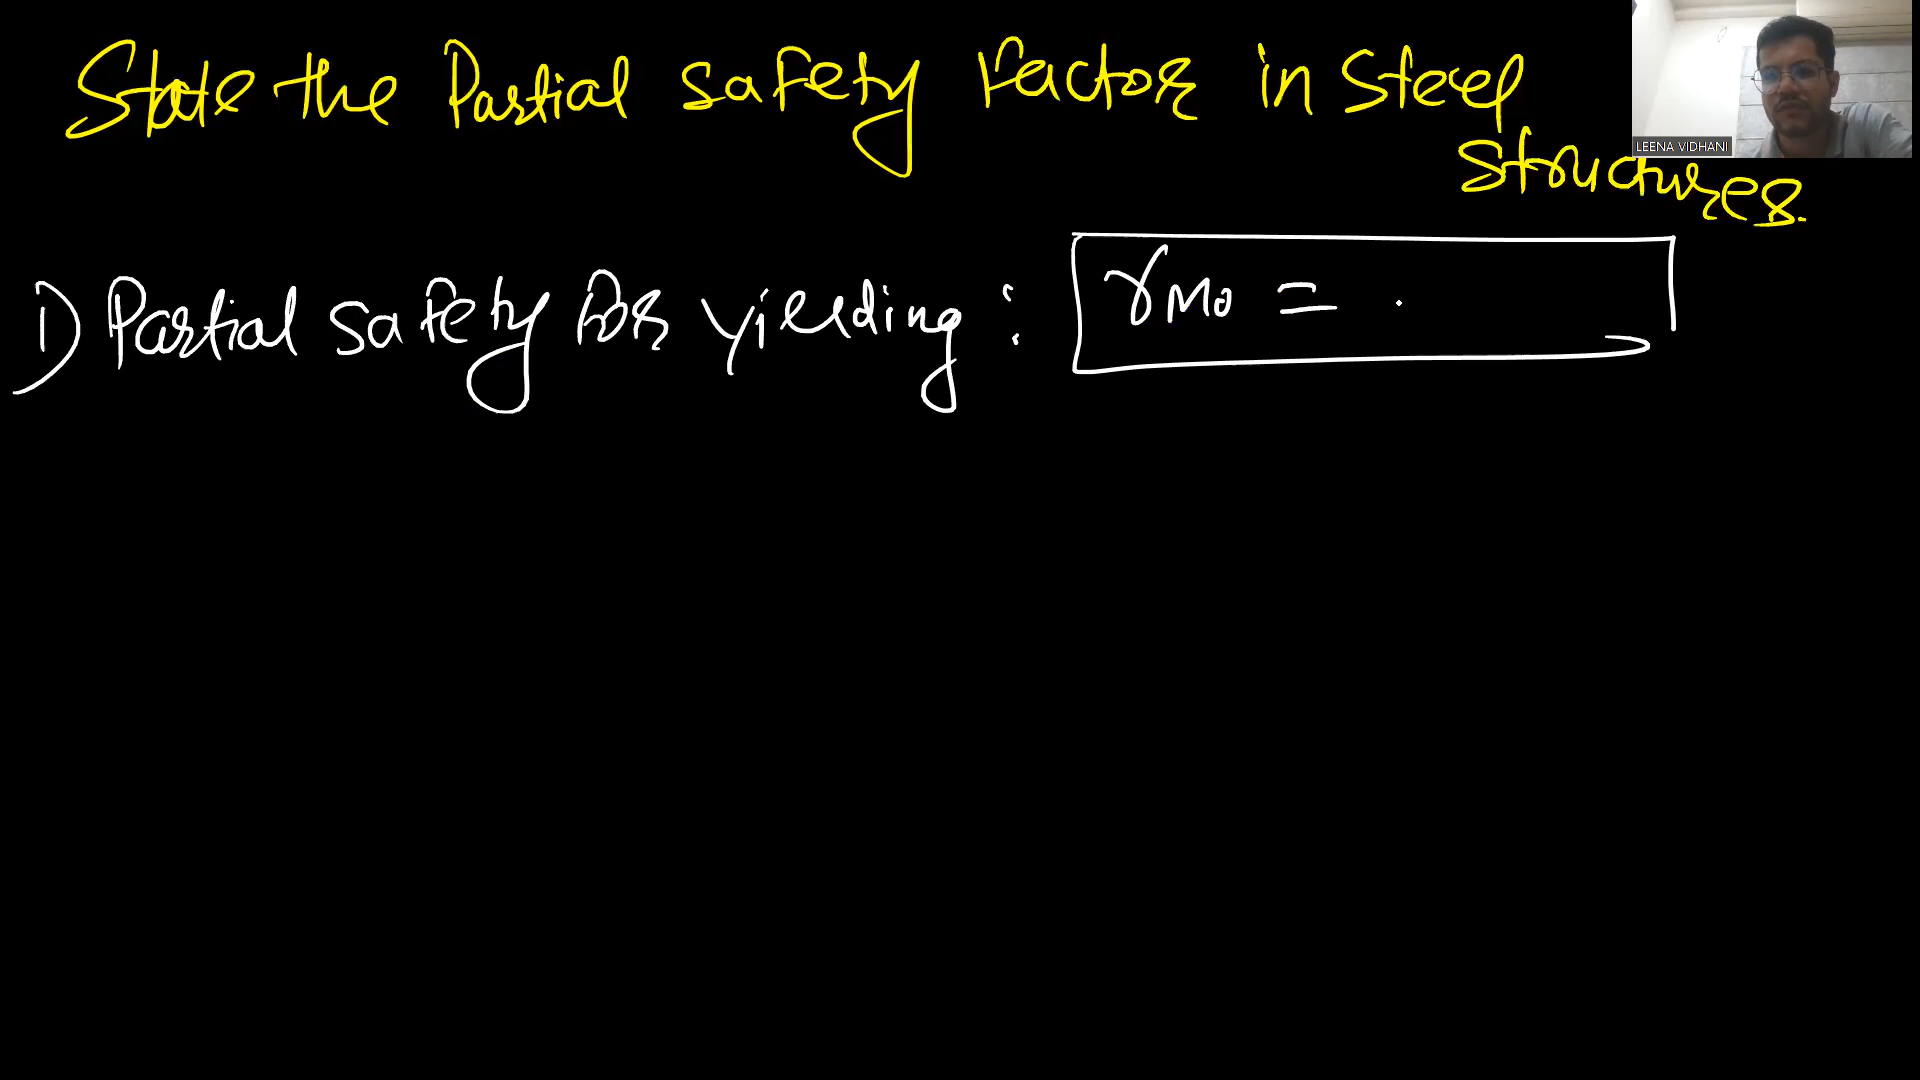 State the Partial safety factor in Steel
structures.
LEENA VIDHANI
1) Partial safety for yielding : γM0 = .